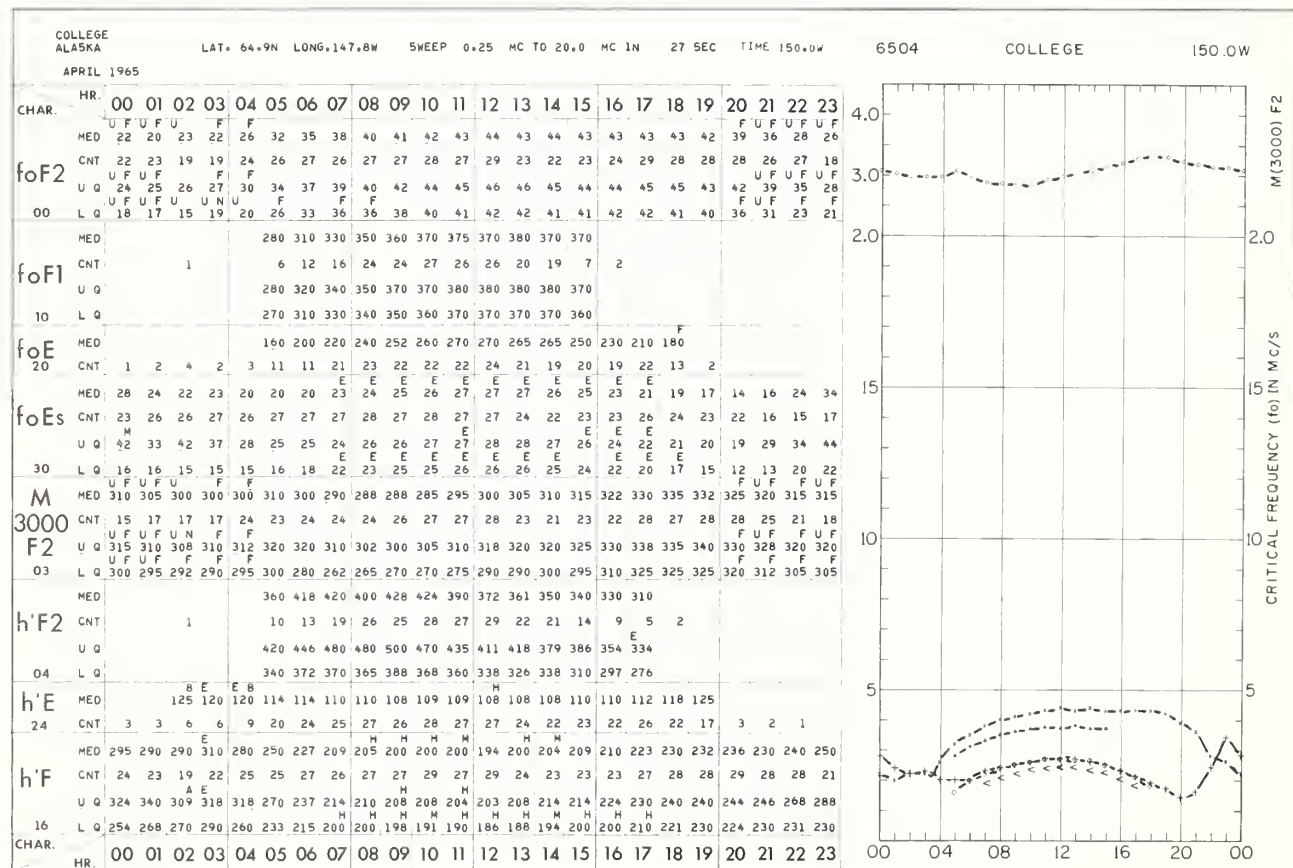 COLLEGE
ALASKA LAT. 64.9N LONG.147.8W SWEEP 0.25 MC TO 20.0 MC IN 27 SEC TIME 150.0W
APRIL 1965
CHAR. HR. 00 01 02 03 04 05 06 07 08 09 10 11 12 13 14 15 16 17 18 19 20 21 22 23
U F U F U F F F U F U F U F
MED 22 20 23 22 26 32 35 38 40 41 42 43 44 43 44 43 43 43 43 42 39 36 28 26
foF2 CNT 22 23 19 19 24 26 27 26 27 27 28 27 29 23 22 23 24 29 28 28 28 26 27 18
U F U F F F U F U F U F
U Q 24 25 26 27 30 34 37 39 40 42 44 45 46 46 45 44 44 45 45 43 42 39 35 28
U F U F U U N U F F F F U F F F
00 L Q 18 17 15 19 20 26 33 36 36 38 40 41 42 42 41 41 42 42 41 40 36 31 23 21
MED 280 310 330 350 360 370 375 370 380 370 370
foF1 CNT 1 6 12 16 24 24 27 26 26 20 19 7 2
U Q 280 320 340 350 370 370 380 380 380 380 370
10 L Q 270 310 330 340 350 360 370 370 370 370 360
F
foE MED 160 200 220 240 252 260 270 270 265 265 250 230 210 180
20 CNT 1 2 4 2 3 11 11 21 23 22 22 22 24 21 19 20 19 22 13 2
E E E E E E E E E E E
MED 28 24 22 23 20 20 20 23 24 25 26 27 27 27 26 25 23 21 19 17 14 16 24 34
foEs CNT 23 26 26 27 26 27 27 27 28 27 28 27 27 24 22 23 23 26 24 23 22 16 15 17
M E E E E
U Q 42 33 42 37 28 25 25 24 26 26 27 27 28 28 27 26 24 22 21 20 19 29 34 44
E E E E E E E E E E E E
30 L Q 16 16 15 15 15 16 18 22 23 25 25 26 26 26 25 24 22 20 17 15 12 13 20 22
U F U F U F F F U F F U F
M MED 310 305 300 300 300 310 300 290 288 288 285 295 300 305 310 315 322 330 335 332 325 320 315 315
3000 CNT 15 17 17 17 24 23 24 24 24 26 27 27 28 23 21 23 22 28 27 28 28 25 21 18
U F U F U N F F F U F F U F
F2 U Q 315 310 308 310 312 320 320 310 302 300 305 310 318 320 320 325 330 338 335 340 330 328 320 320
U F U F F F F F F F
03 L Q 300 295 292 290 295 300 280 262 265 270 270 275 290 290 300 295 310 325 325 325 320 312 305 305
MED 360 418 420 400 428 424 390 372 361 350 340 330 310
h'F2 CNT 1 10 13 19 26 25 28 27 29 22 21 14 9 5 2
E
U Q 420 446 480 480 500 470 435 411 418 379 386 354 334
04 L Q 340 372 370 365 388 368 360 338 326 338 310 297 276
B E E B H
h'E MED 125 120 120 114 114 110 110 108 109 109 108 108 108 110 110 112 118 125
24 CNT 3 3 6 6 9 20 24 25 27 26 28 27 27 24 22 23 22 26 22 17 3 2 1
E H H M H M
MED 295 290 290 310 280 250 227 209 205 200 200 200 194 200 204 209 210 223 230 232 236 230 240 250
h'F CNT 24 23 19 22 25 25 27 26 27 27 29 27 29 24 23 23 23 27 28 28 29 28 28 21
A E H H H
U Q 324 340 309 318 318 270 237 214 210 208 208 204 203 208 214 214 224 230 240 240 244 246 268 288
H H H H H H H M H H H
16 L Q 254 268 270 290 260 233 215 200 200 198 191 190 186 188 194 200 200 210 221 230 224 230 231 230
CHAR. HR. 00 01 02 03 04 05 06 07 08 09 10 11 12 13 14 15 16 17 18 19 20 21 22 23
6504 COLLEGE 150.0W
4.0
3.0
2.0 2.0
15 15
10 10
5 5
00 04 08 12 16 20 00
M(3000) F2
CRITICAL FREQUENCY (fo) IN MC/S